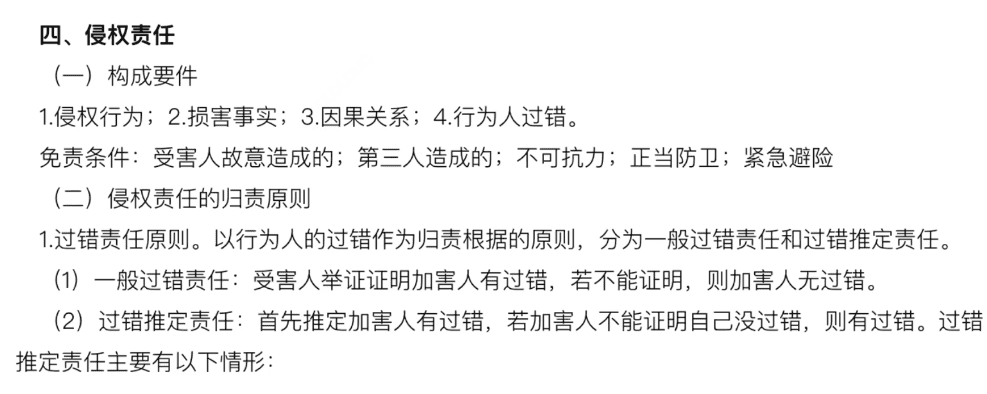 四、侵权责任
（一）构成要件
1.侵权行为；2.损害事实；3.因果关系；4.行为人过错。
免责条件：受害人故意造成的；第三人造成的；不可抗力；正当防卫；紧急避险
（二）侵权责任的归责原则
1.过错责任原则。以行为人的过错作为归责根据的原则，分为一般过错责任和过错推定责任。
（1）一般过错责任：受害人举证证明加害人有过错，若不能证明，则加害人无过错。
（2）过错推定责任：首先推定加害人有过错，若加害人不能证明自己没过错，则有过错。过错
推定责任主要有以下情形：